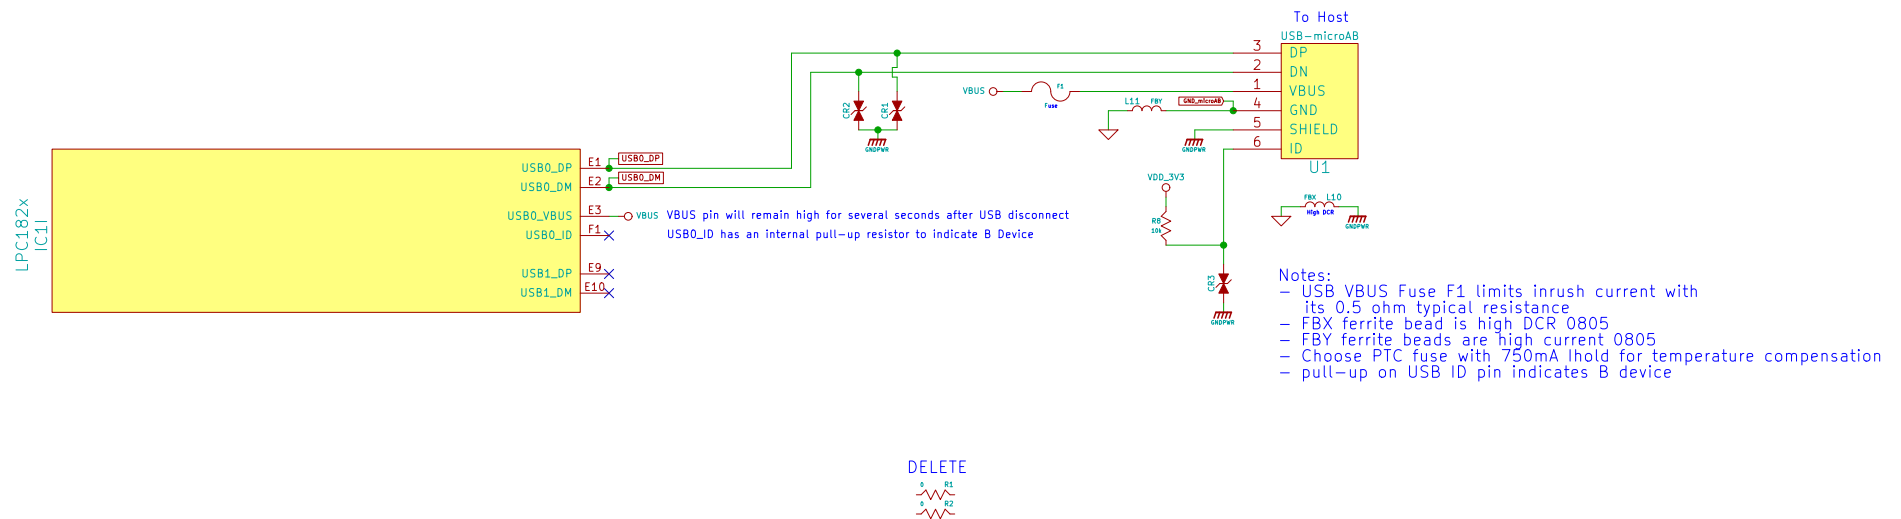 To Host
USB-microAB
3 DP
2 DN
1 VBUS
4 GND
5 SHIELD
6 ID
U1
VBUS
F1
Fuse
L11 FBY
GND_microAB
GNDPWR
CR2
CR1
GNDPWR
LPC182x
IC1I
USB0_DP E1
USB0_DM E2
USB0_VBUS E3
USB0_ID F1
USB1_DP E9
USB1_DM E10
USB0_DP
USB0_DM
VBUS
VBUS pin will remain high for several seconds after USB disconnect
USB0_ID has an internal pull-up resistor to indicate B Device
VDD_3V3
R8
10k
CR3
GNDPWR
FBX L10
High DCR
GNDPWR
Notes:
- USB VBUS Fuse F1 limits inrush current with
its 0.5 ohm typical resistance
- FBX ferrite bead is high DCR 0805
- FBY ferrite beads are high current 0805
- Choose PTC fuse with 750mA Ihold for temperature compensation
- pull-up on USB ID pin indicates B device
DELETE
0 R1
0 R2